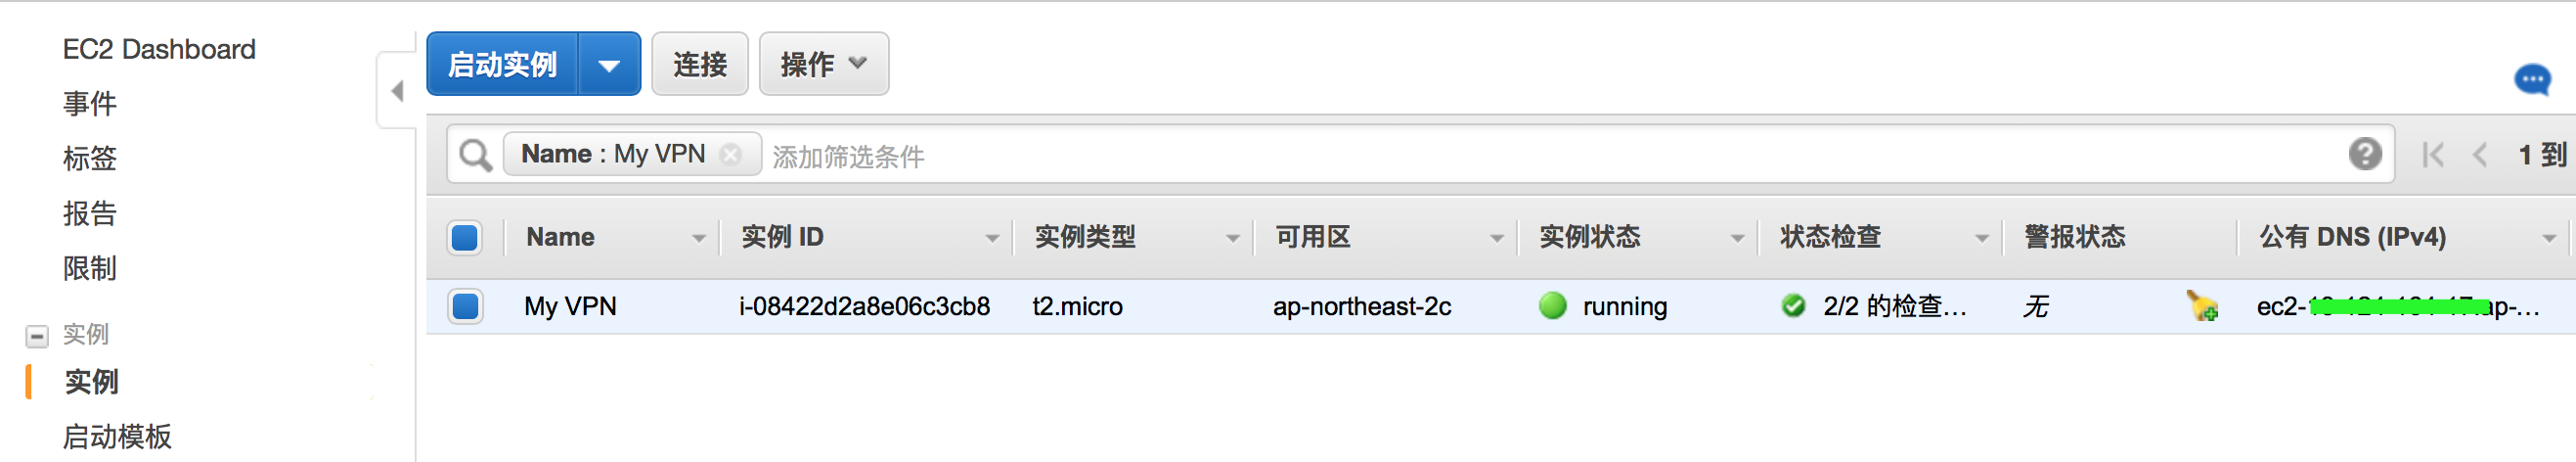 EC2 Dashboard
事件
标签
报告
限制
实例
实例
启动模板
启动实例 连接 操作
Name : My VPN 添加筛选条件 ? 1 到
Name 实例 ID 实例类型 可用区 实例状态 状态检查 警报状态 公有 DNS (IPv4)
My VPN i-08422d2a8e06c3cb8 t2.micro ap-northeast-2c running 2/2 的检查... 无 ec2- ap-...